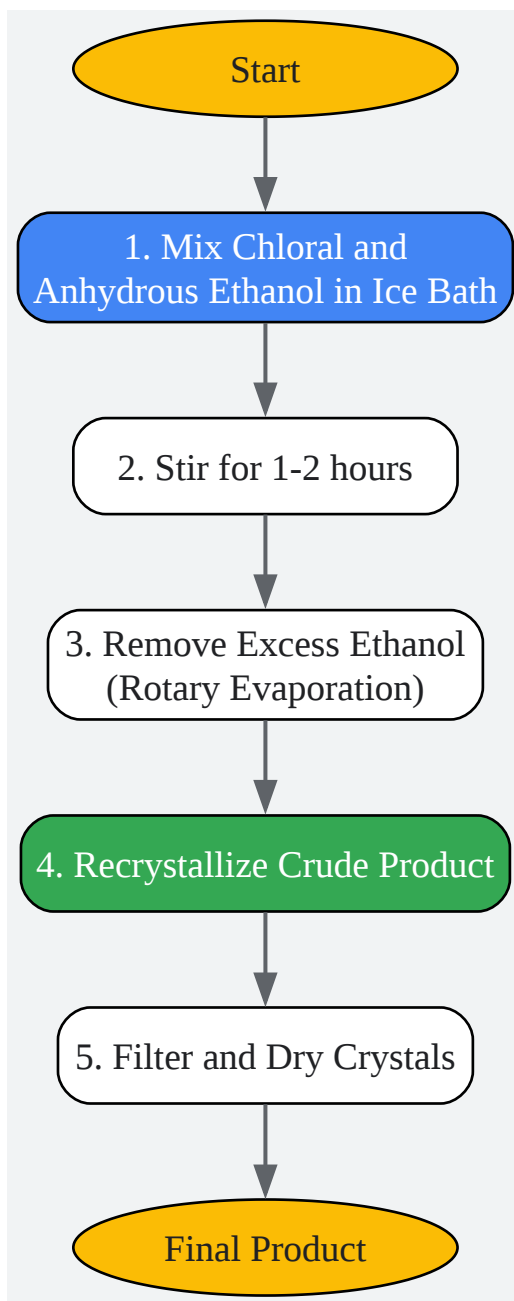 Start
1. Mix Chloral and
Anhydrous Ethanol in Ice Bath
2. Stir for 1-2 hours
3. Remove Excess Ethanol
(Rotary Evaporation)
4. Recrystallize Crude Product
5. Filter and Dry Crystals
Final Product